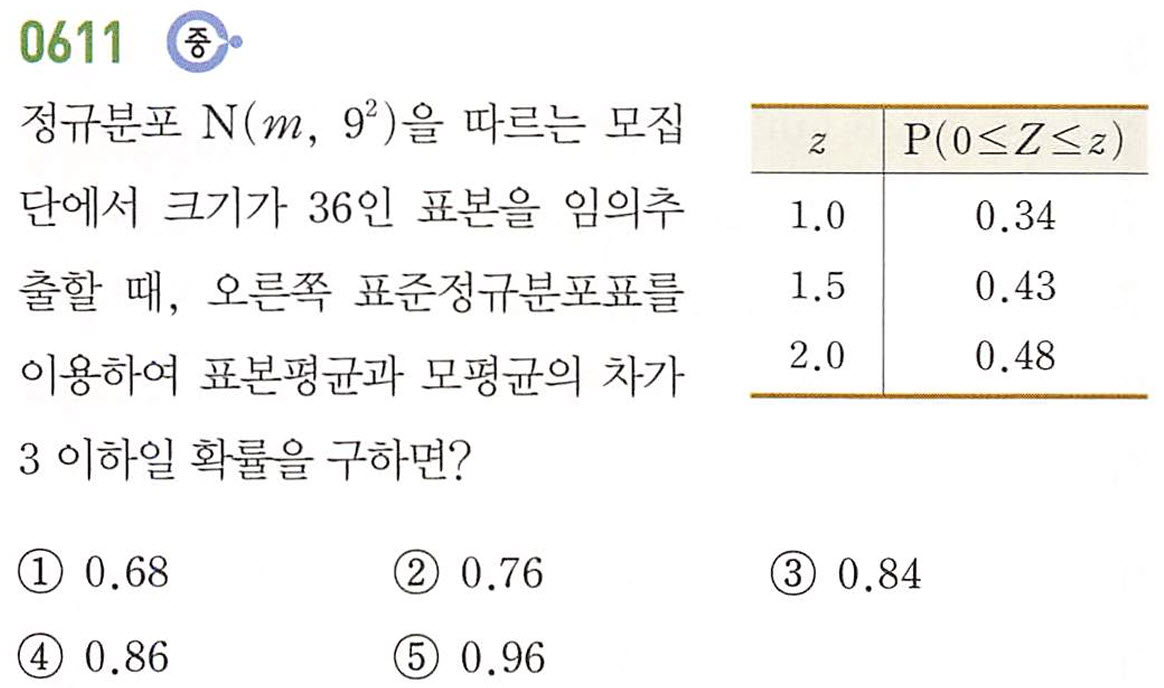 0611 중
정규분포 N(m, 9²)을 따르는 모집
단에서 크기가 36인 표본을 임의추
출할 때, 오른쪽 표준정규분포표를
이용하여 표본평균과 모평균의 차가
3 이하일 확률을 구하면?
z P(0≤Z≤z)
1.0 0.34
1.5 0.43
2.0 0.48
① 0.68 ② 0.76 ③ 0.84
④ 0.86 ⑤ 0.96